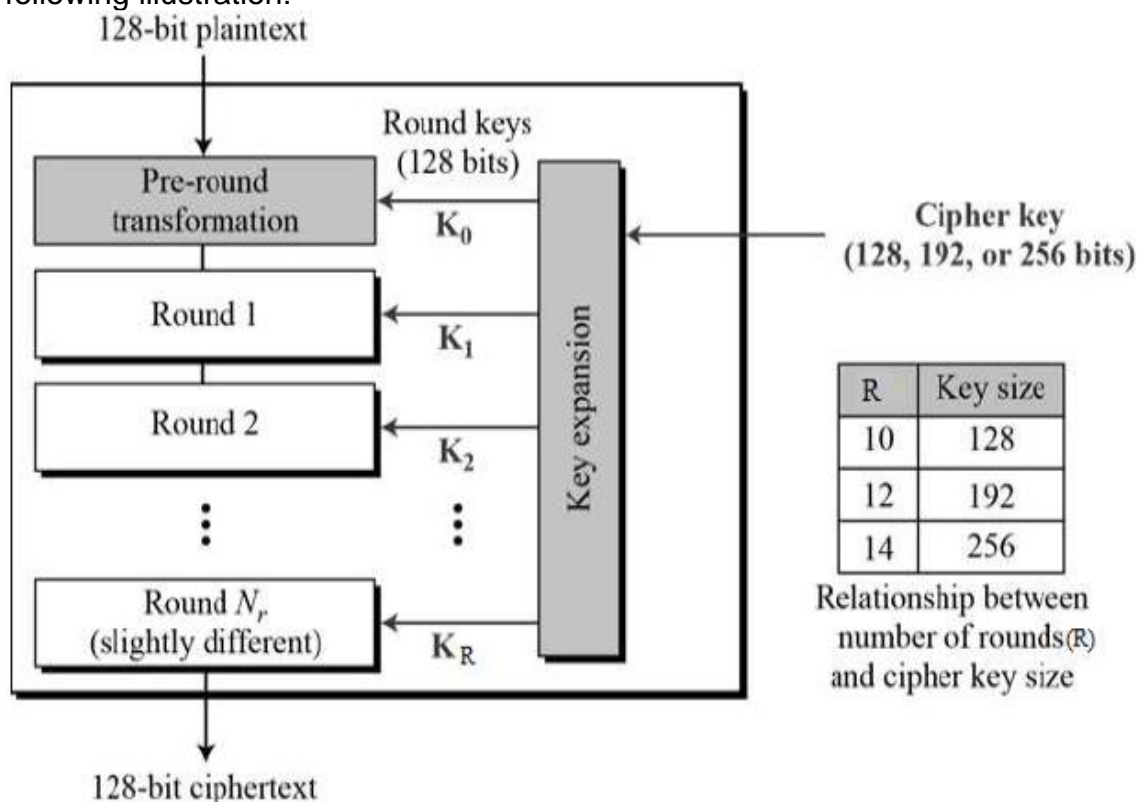 following illustration:
128-bit plaintext
Round keys
(128 bits)
Pre-round
transformation
K0
Cipher key
(128, 192, or 256 bits)
Round 1
K1
Round 2
K2
Key expansion
R Key size
10 128
12 192
14 256
Relationship between
number of rounds(R)
and cipher key size
Round Nr
(slightly different)
KR
128-bit ciphertext